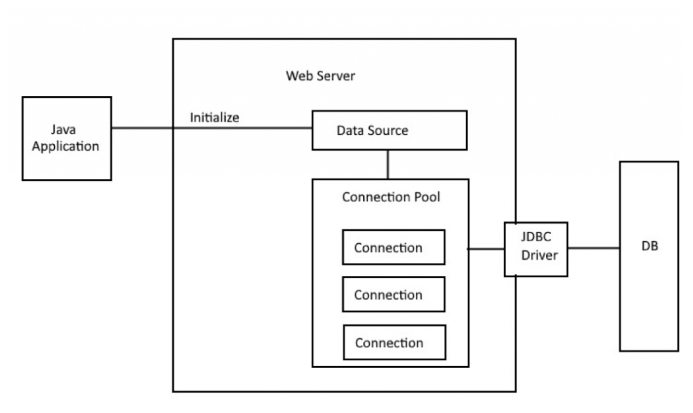 Web Server
Java
Application
Initialize
Data Source
Connection Pool
Connection
Connection
Connection
JDBC
Driver
DB